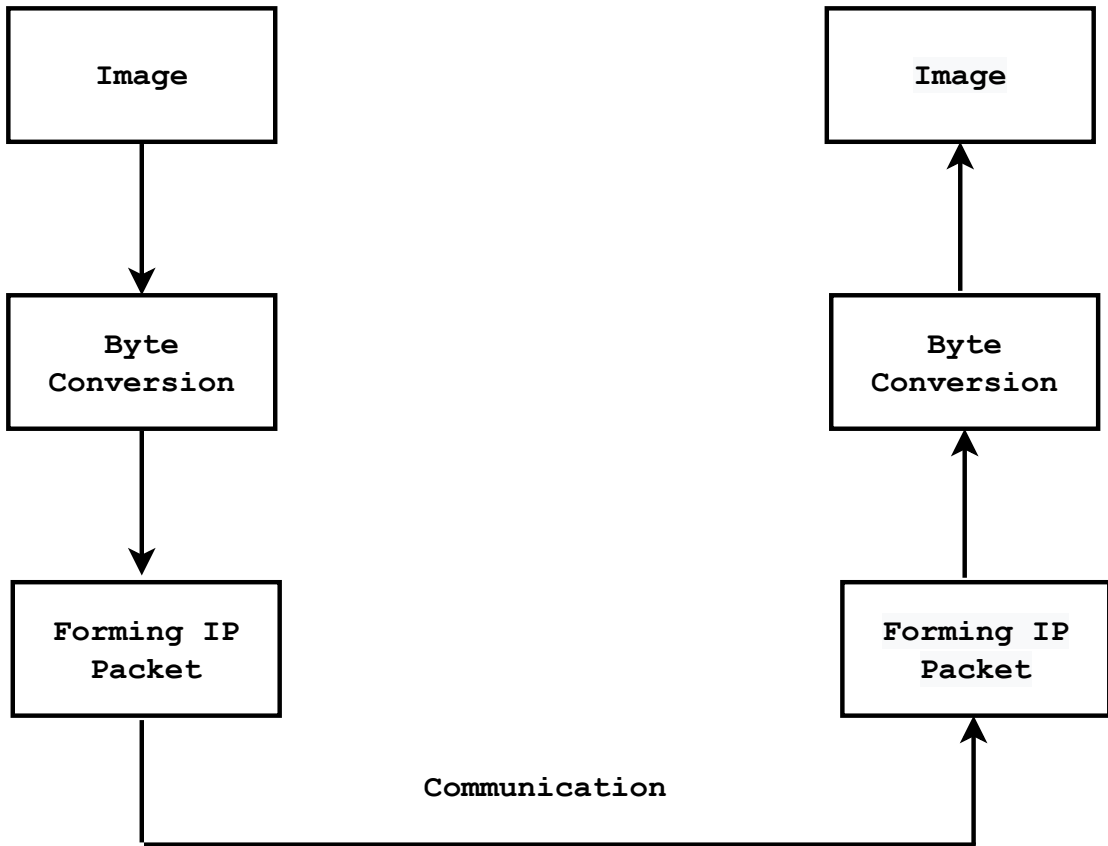 Image
Byte
Conversion
Forming IP
Packet
Communication
Image
Byte
Conversion
Forming IP
Packet